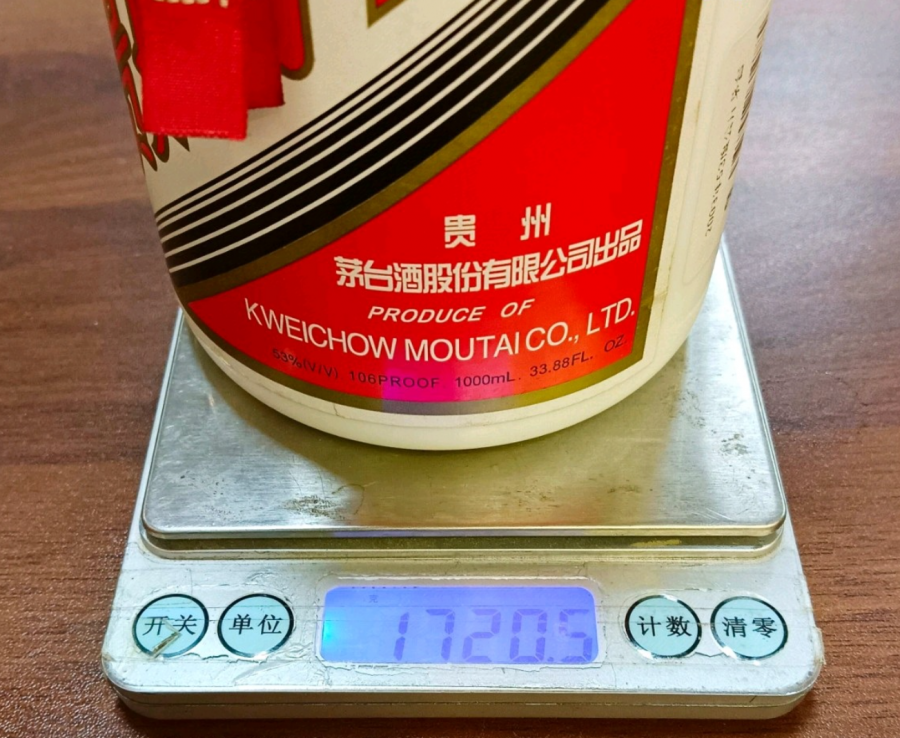 贵 州
茅台酒股份有限公司出品
PRODUCE OF
KWEICHOW MOUTAI CO., LTD.
53%(V/V) 106PROOF 1000mL. 33.88FL. OZ
开关
单位
1720.5
计数
清零